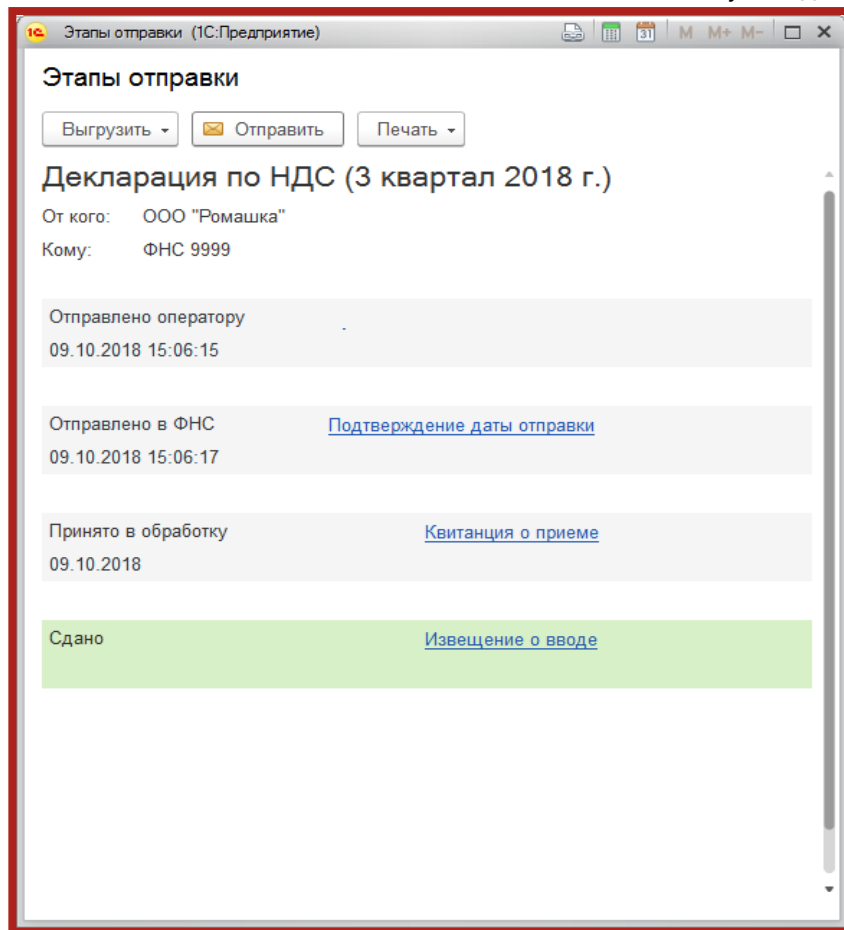 1С Этапы отправки (1С:Предприятие) 31 M M+ M-
Этапы отправки
Выгрузить Отправить Печать
Декларация по НДС (3 квартал 2018 г.)
От кого: ООО "Ромашка"
Кому: ФНС 9999
Отправлено оператору
09.10.2018 15:06:15
Отправлено в ФНС Подтверждение даты отправки
09.10.2018 15:06:17
Принято в обработку Квитанция о приеме
09.10.2018
Сдано Извещение о вводе